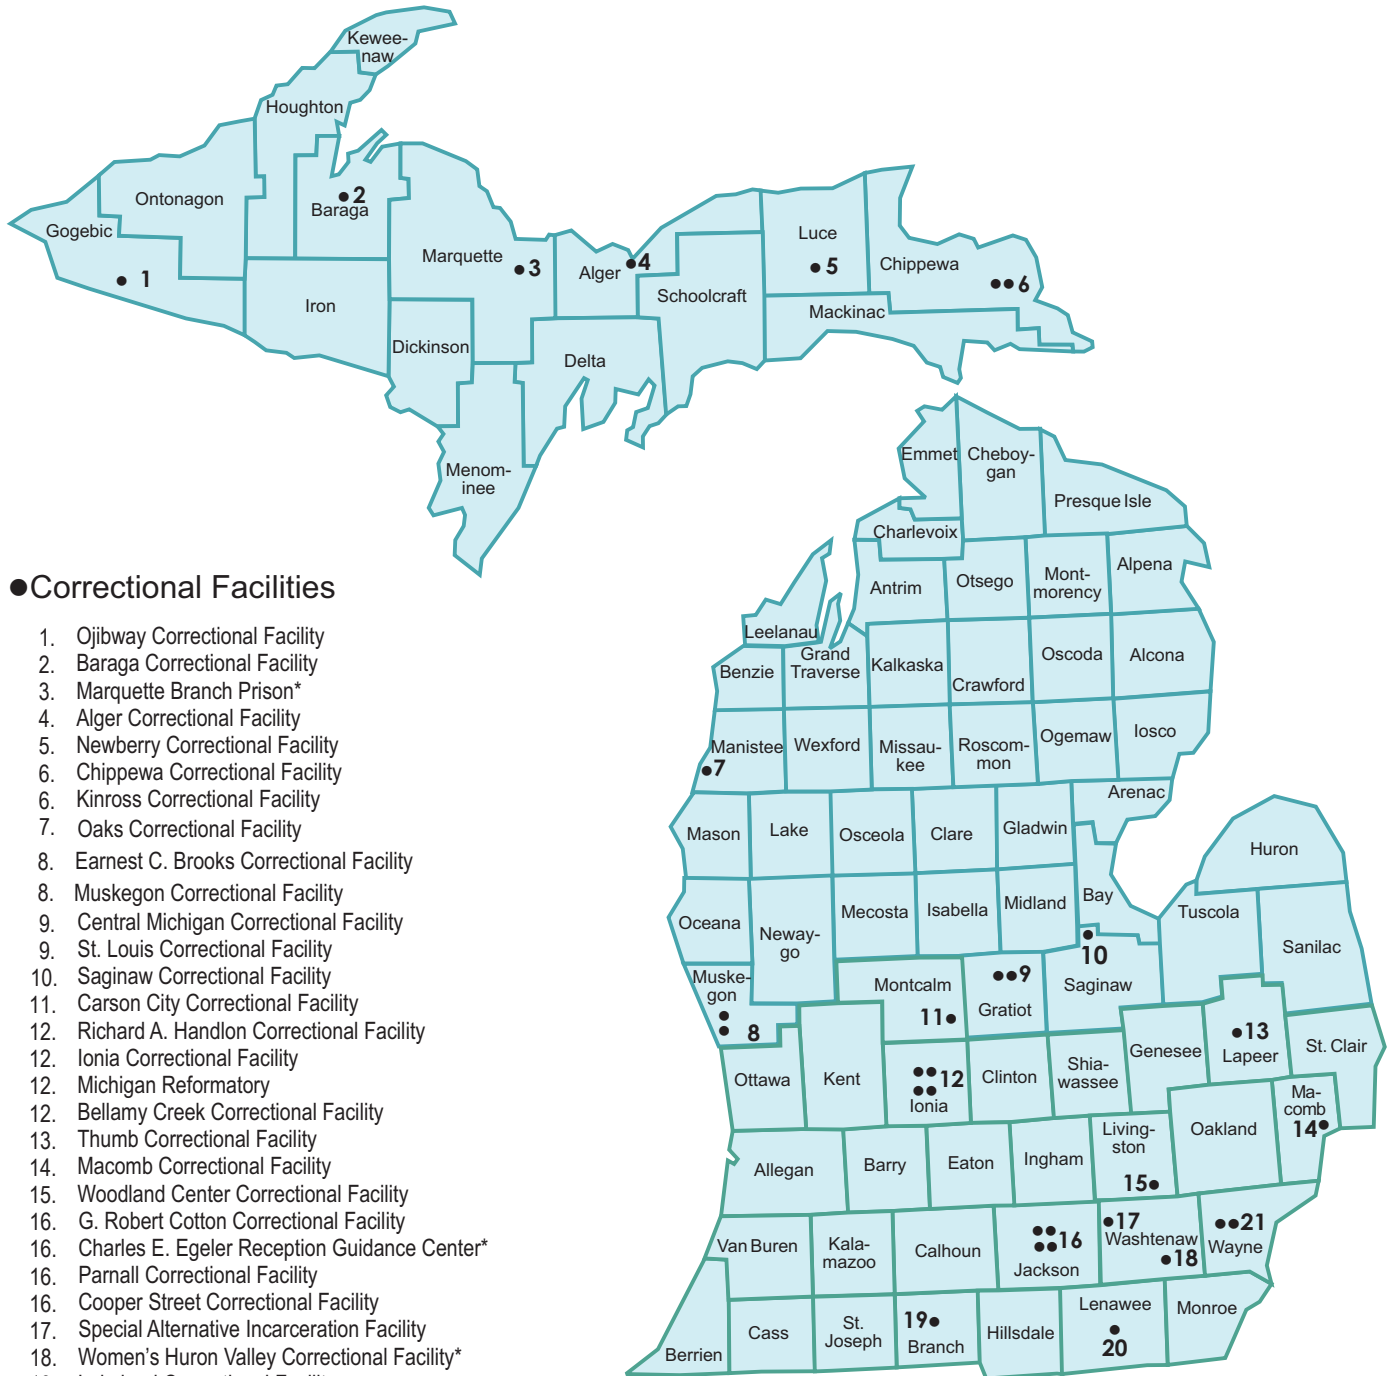 Kewee-
naw
Houghton
Ontonagon
Gogebic
1
2
Baraga
Marquette
3
Alger
4
Luce
5
Chippewa
6
Schoolcraft
Mackinac
Iron
Dickinson
Delta
Menom-
inee
Emmet
Cheboy-
gan
Presque Isle
Charlevoix
Antrim
Otsego
Mont-
morency
Alpena
Leelanau
Benzie
Grand
Traverse
Kalkaska
Crawford
Oscoda
Alcona
Manistee
7
Wexford
Missau-
kee
Roscom-
mon
Ogemaw
Iosco
Arenac
Mason
Lake
Osceola
Clare
Gladwin
Huron
Oceana
Neway-
go
Mecosta
Isabella
Midland
Bay
Tuscola
Sanilac
10
Saginaw
Muske-
gon
8
Montcalm
11
9
Gratiot
Genesee
13
Lapeer
St. Clair
Ottawa
Kent
12
Ionia
Clinton
Shia-
wassee
Ma-
comb
14
Oakland
Living-
ston
15
Allegan
Barry
Eaton
Ingham
Van Buren
Kala-
mazoo
Calhoun
16
Jackson
17
Washtenaw
18
21
Wayne
Berrien
Cass
St.
Joseph
19
Branch
Hillsdale
Lenawee
20
Monroe
Correctional Facilities
1. Ojibway Correctional Facility
2. Baraga Correctional Facility
3. Marquette Branch Prison*
4. Alger Correctional Facility
5. Newberry Correctional Facility
6. Chippewa Correctional Facility
6. Kinross Correctional Facility
7. Oaks Correctional Facility
8. Earnest C. Brooks Correctional Facility
8. Muskegon Correctional Facility
9. Central Michigan Correctional Facility
9. St. Louis Correctional Facility
10. Saginaw Correctional Facility
11. Carson City Correctional Facility
12. Richard A. Handlon Correctional Facility
12. Ionia Correctional Facility
12. Michigan Reformatory
12. Bellamy Creek Correctional Facility
13. Thumb Correctional Facility
14. Macomb Correctional Facility
15. Woodland Center Correctional Facility
16. G. Robert Cotton Correctional Facility
16. Charles E. Egeler Reception Guidance Center*
16. Parnall Correctional Facility
16. Cooper Street Correctional Facility
17. Special Alternative Incarceration Facility
18. Women's Huron Valley Correctional Facility*